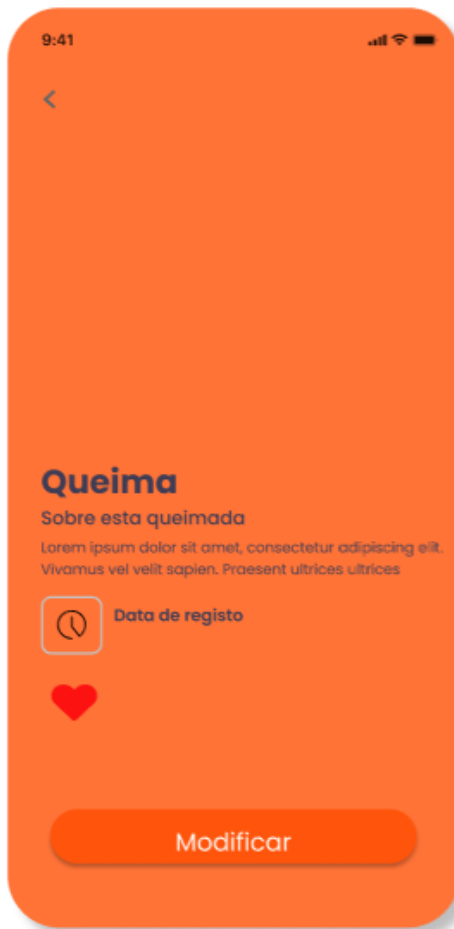 9:41
Queima
Sobre esta queimada
Lorem ipsum dolor sit amet, consectetur adipiscing elit.
Vivamus vel velit sapien. Praesent ultrices ultrices
Data de registo
Modificar